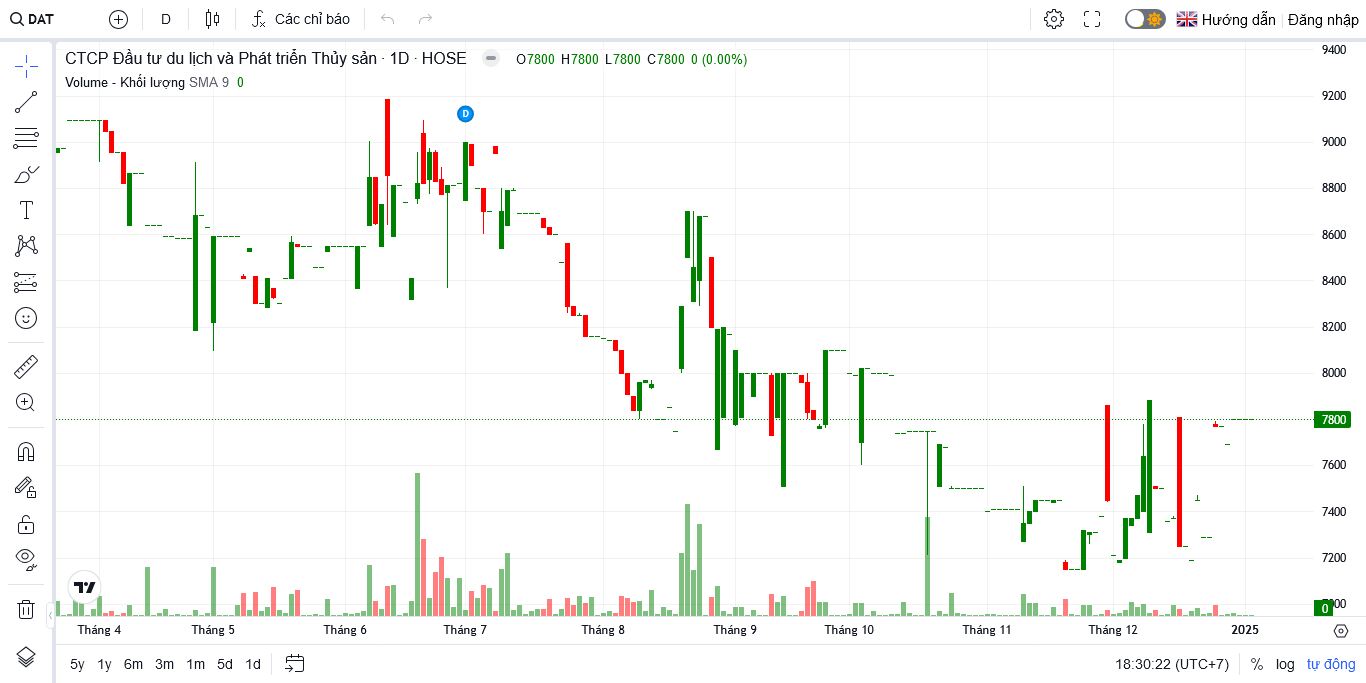 DAT D Các chỉ báo Hướng dẫn Đăng nhập
CTCP Đầu tư du lịch và Phát triển Thủy sản · 1D · HOSE O7800 H7800 L7800 C7800 0 (0.00%)
Volume - Khối lượng SMA 9 0
D
9400
9200
9000
8800
8600
8400
8200
8000
7800
7600
7400
7200
0
Tháng 4 Tháng 5 Tháng 6 Tháng 7 Tháng 8 Tháng 9 Tháng 10 Tháng 11 Tháng 12 2025
5y 1y 6m 3m 1m 5d 1d 18:30:22 (UTC+7) % log tự động